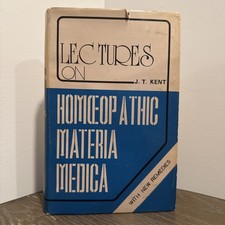 LECTURES
ON
J. T. KENT
HOMŒOPATHIC
MATERIA
MEDICA
WITH NEW REMEDIES